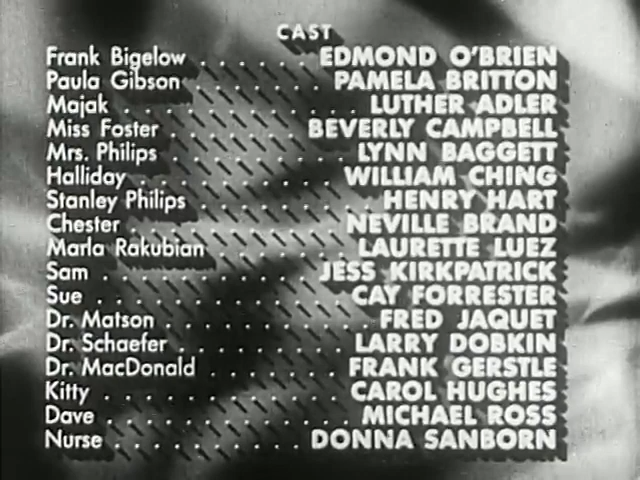 CAST
Frank Bigelow . . . . . . EDMOND O'BRIEN
Paula Gibson . . . . . . . PAMELA BRITTON
Majak . . . . . . . . . . . . LUTHER ADLER
Miss Foster . . . . . . . BEVERLY CAMPBELL
Mrs. Philips . . . . . . . . . LYNN BAGGETT
Halliday . . . . . . . . . . WILLIAM CHING
Stanley Philips . . . . . . . . . HENRY HART
Chester . . . . . . . . . . NEVILLE BRAND
Marla Rakubian . . . . . . . LAURETTE LUEZ
Sam . . . . . . . . . . JESS KIRKPATRICK
Sue . . . . . . . . . . . . CAY FORRESTER
Dr. Matson . . . . . . . . . . FRED JAQUET
Dr. Schaefer . . . . . . . . LARRY DOBKIN
Dr. MacDonald . . . . . . . FRANK GERSTLE
Kitty . . . . . . . . . . . . CAROL HUGHES
Dave . . . . . . . . . . . . MICHAEL ROSS
Nurse . . . . . . . . . . DONNA SANBORN